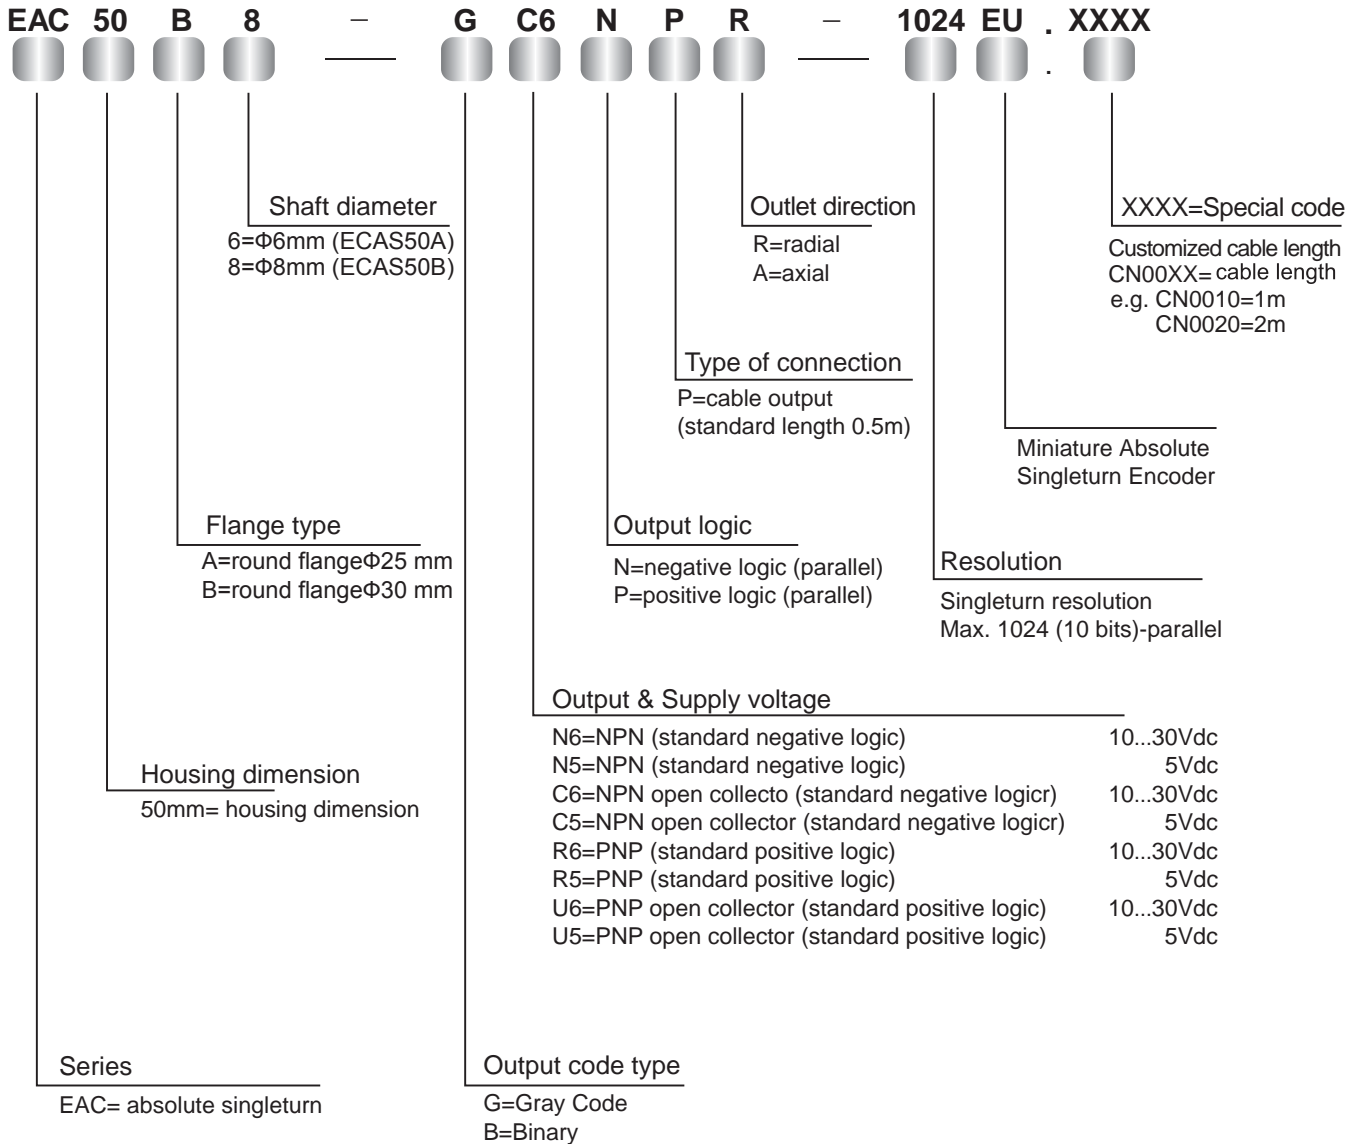 EAC 50 B 8 – G C6 N P R – 1024 EU . XXXX
.
Shaft diameter
6=Φ6mm (ECAS50A)
8=Φ8mm (ECAS50B)
Outlet direction
R=radial
A=axial
XXXX=Special code
Customized cable length
CN00XX= cable length
e.g. CN0010=1m
CN0020=2m
Type of connection
P=cable output
(standard length 0.5m)
Miniature Absolute
Singleturn Encoder
Flange type
A=round flangeΦ25 mm
B=round flangeΦ30 mm
Output logic
N=negative logic (parallel)
P=positive logic (parallel)
Resolution
Singleturn resolution
Max. 1024 (10 bits)-parallel
Output & Supply voltage
N6=NPN (standard negative logic) 10...30Vdc
N5=NPN (standard negative logic) 5Vdc
C6=NPN open collecto (standard negative logicr) 10...30Vdc
C5=NPN open collector (standard negative logicr) 5Vdc
R6=PNP (standard positive logic) 10...30Vdc
R5=PNP (standard positive logic) 5Vdc
U6=PNP open collector (standard positive logic) 10...30Vdc
U5=PNP open collector (standard positive logic) 5Vdc
Housing dimension
50mm= housing dimension
Series
EAC= absolute singleturn
Output code type
G=Gray Code
B=Binary